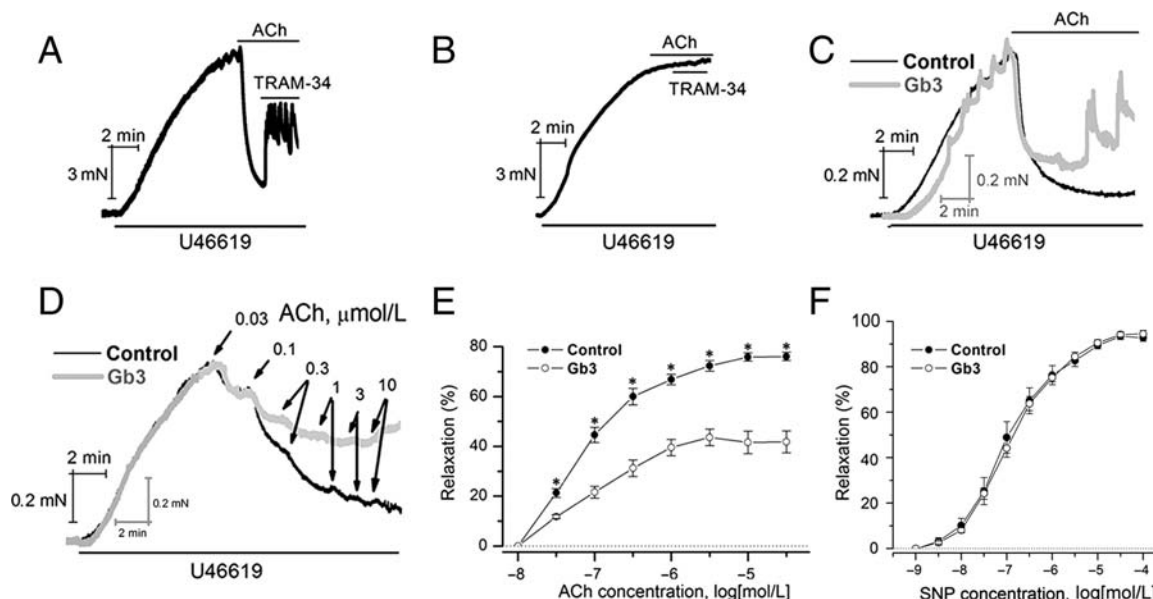 A
ACh
TRAM-34
2 min
3 mN
U46619
B
ACh
TRAM-34
2 min
3 mN
U46619
C
ACh
Control
Gb3
2 min
0.2 mN
0.2 mN
2 min
U46619
D
ACh, μmol/L
Control
Gb3
0.03
0.1
0.3
1
3
10
2 min
0.2 mN
0.2 mN
2 min
U46619
E
Control
Gb3
Relaxation (%)
80
60
40
20
0
* * * * * * *
-8 -7 -6 -5
ACh concentration, log[mol/L]
F
Control
Gb3
Relaxation (%)
100
80
60
40
20
0
-9 -8 -7 -6 -5 -4
SNP concentration, log[mol/L]